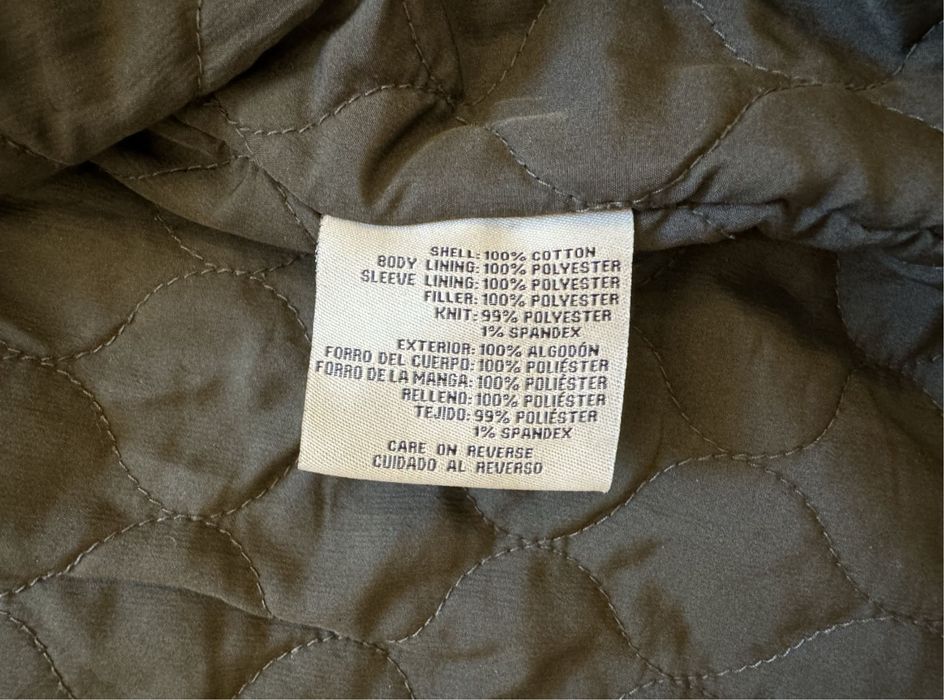 SHELL: 100% COTTON
BODY LINING: 100% POLYESTER
SLEEVE LINING: 100% POLYESTER
FILLER: 100% POLYESTER
KNIT: 99% POLYESTER
1% SPANDEX
EXTERIOR: 100% ALGODÓN
FORRO DEL CUERPO: 100% POLIÉSTER
FORRO DE LA MANGA: 100% POLIÉSTER
RELLENO: 100% POLIÉSTER
TEJIDO: 99% POLIÉSTER
1% SPANDEX
CARE ON REVERSE
CUIDADO AL REVERSO